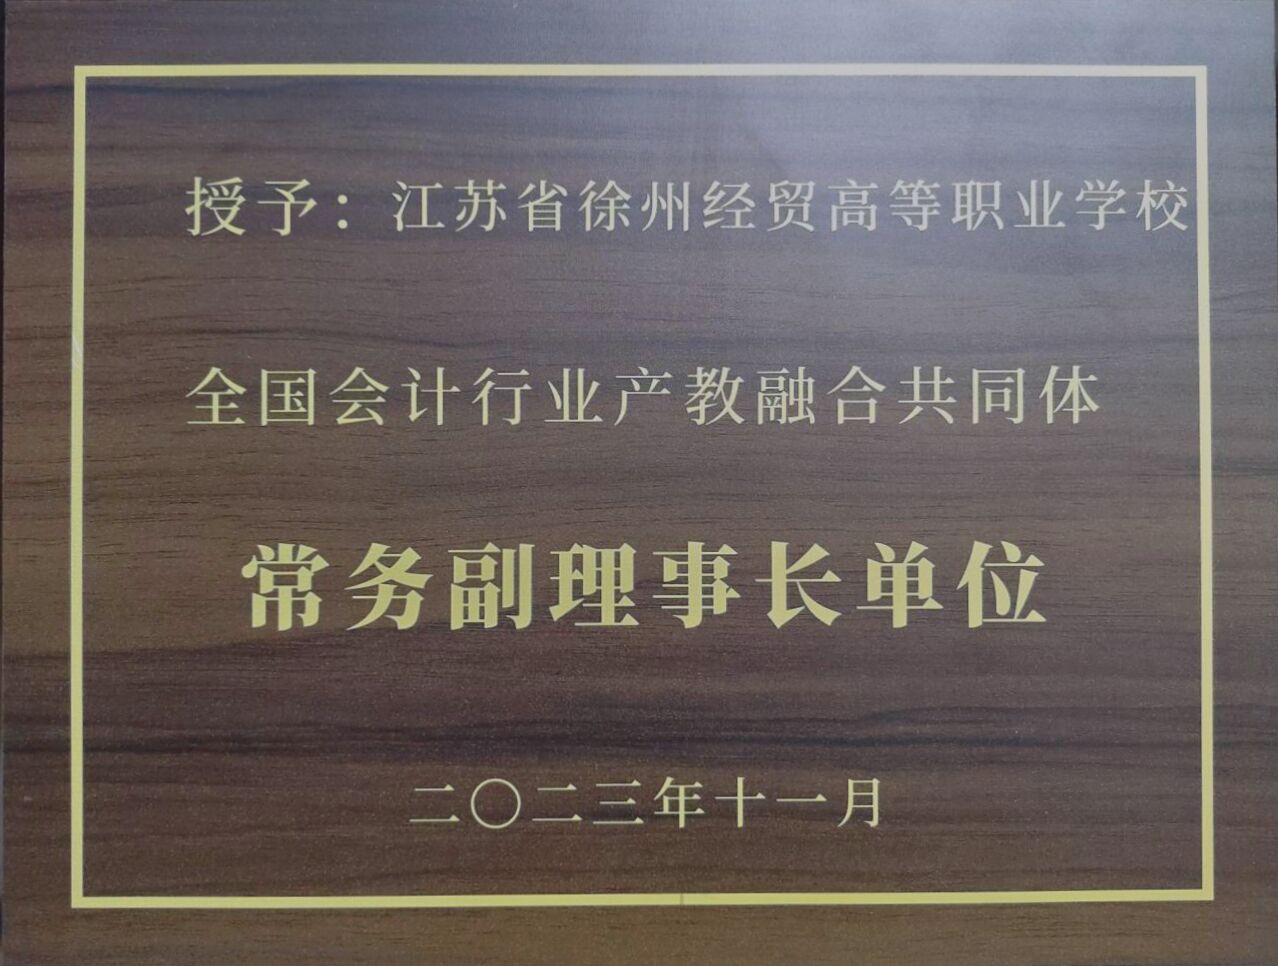 授予：江苏省徐州经贸高等职业学校
全国会计行业产教融合共同体
常务副理事长单位
二〇二三年十一月